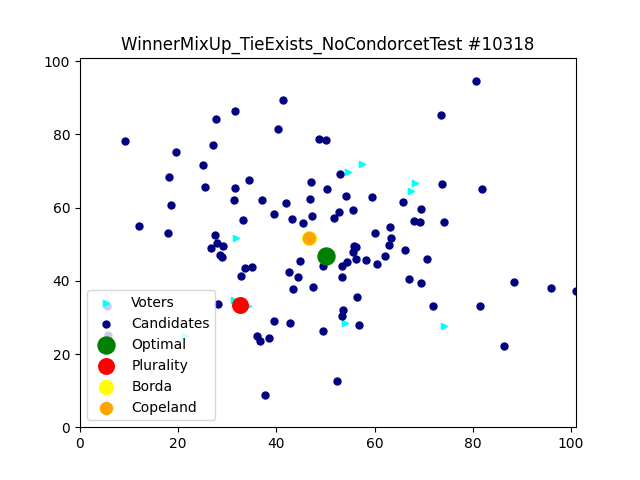 WinnerMixUp_TieExists_NoCondorcetTest #10318
100
80
60
40
20
0
Voters
Candidates
Optimal
Plurality
Borda
Copeland
0 20 40 60 80 100